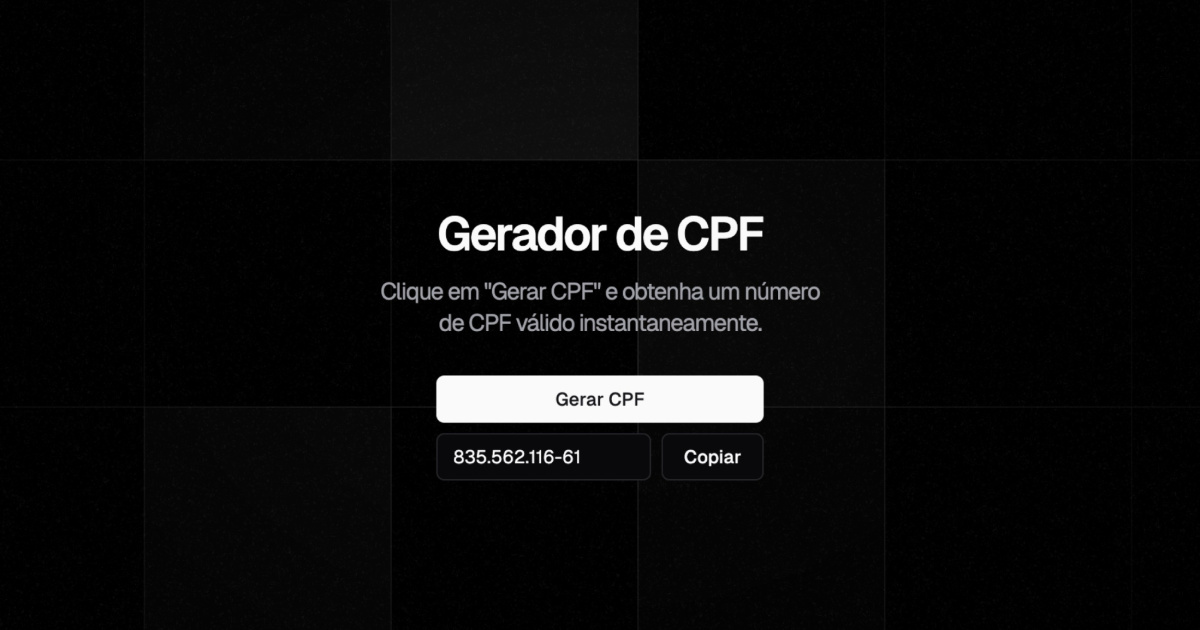 Gerador de CPF
Clique em "Gerar CPF" e obtenha um número
de CPF válido instantaneamente.
Gerar CPF
835.562.116-61
Copiar